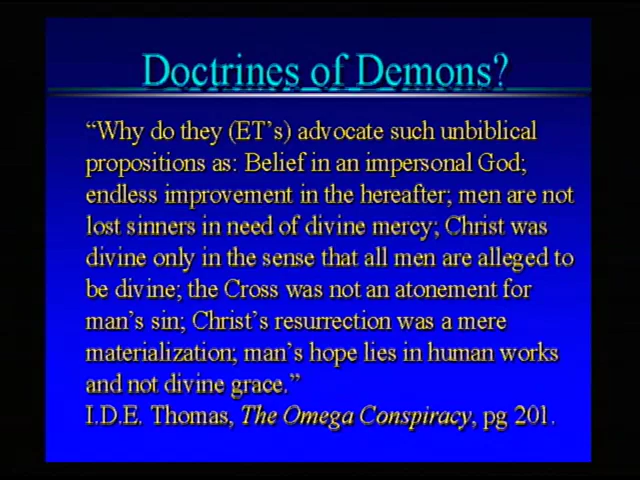 Doctrines of Demons?
“Why do they (ET’s) advocate such unbiblical
propositions as: Belief in an impersonal God;
endless improvement in the hereafter; men are not
lost sinners in need of divine mercy; Christ was
divine only in the sense that all men are alleged to
be divine; the Cross was not an atonement for
man’s sin; Christ’s resurrection was a mere
materialization; man’s hope lies in human works
and not divine grace.”
I.D.E. Thomas, The Omega Conspiracy, pg 201.